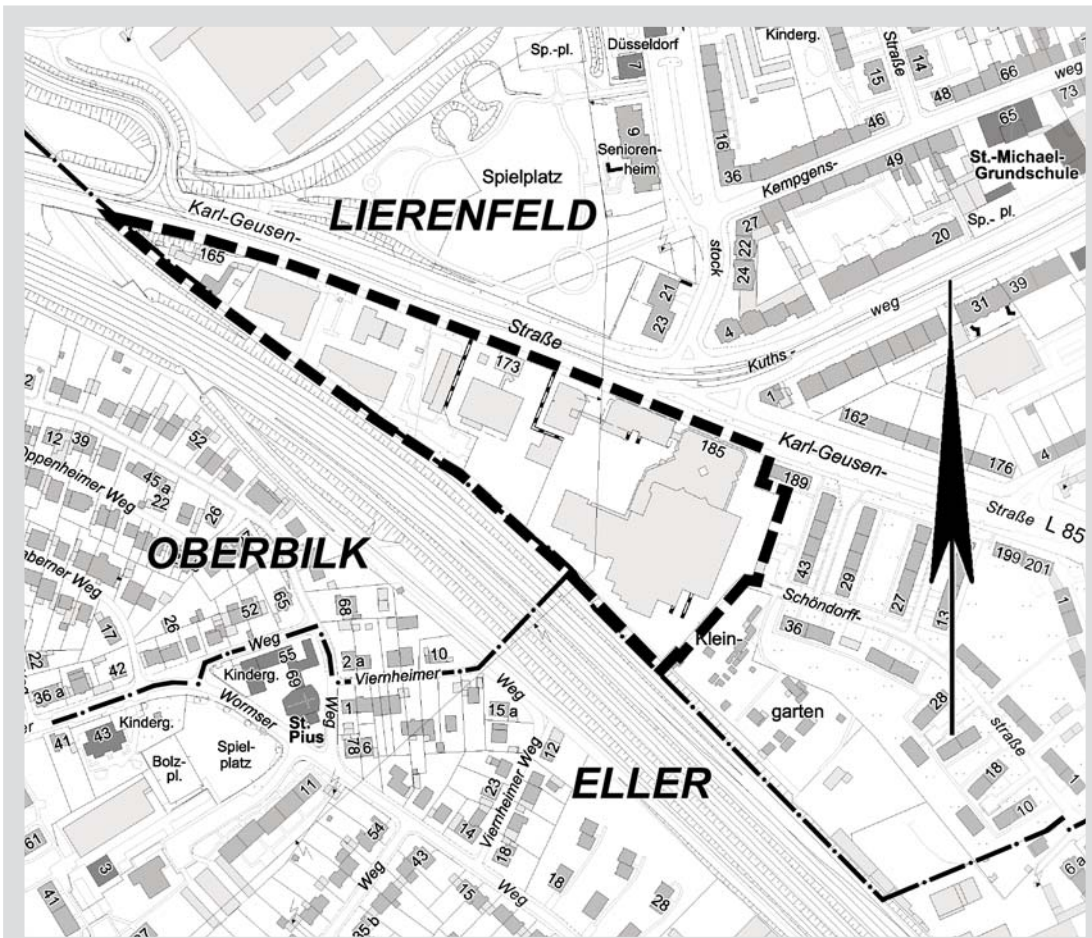 Sp.-pl.
Düsseldorf
7
Kinderg.
Straße
14
15
66
weg
48
73
65
9
Senioren-
heim
16
46
36
49
Kempgens-
St.-Michael-
Grundschule
Sp.- pl.
Spielplatz
LIERENFELD
Karl-Geusen-
165
27
22
24
20
stock
21
23
4
weg
39
31
Straße
Kuths -
173
1
162
185
Karl-Geusen-
176
4
189
Straße
L 85
199
201
12
39
52
45 a
22
26
OBERBILK
43
29
27
13
1
Schöndorff-
36
Klein-
garten
17
26
52
65
68
22
42
Weg
55
Kinderg.
69
2 a
10
Viernheimer
36 a
Wormser
Weg
St.
Pius
1
78
6
Weg
15 a
28
straße
18
1
10
6 a
41
43
Kinderg.
Bolz-
pl.
Spiel-
platz
11
12
23
Viernheimer Weg
14
18
ELLER
61
3
54
43
Weg
15
Weg
18
28
41
35 b